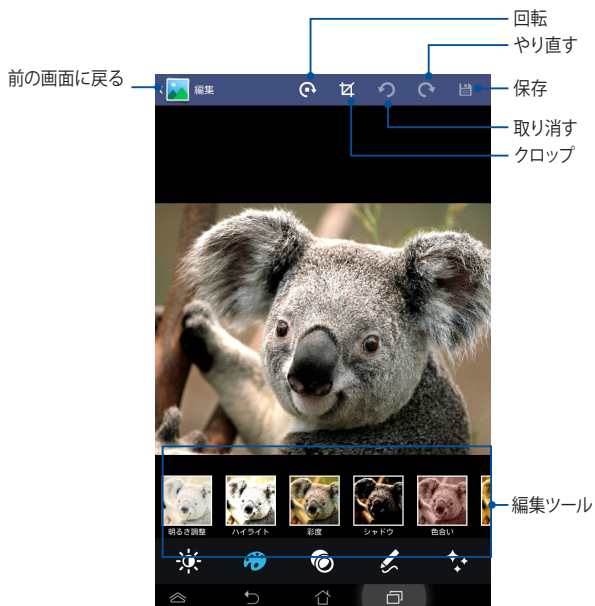 回転
やり直す
前の画面に戻る
編集
保存
取り消す
クロップ
明るさ調整
ハイライト
彩度
シャドウ
色合い
編集ツール